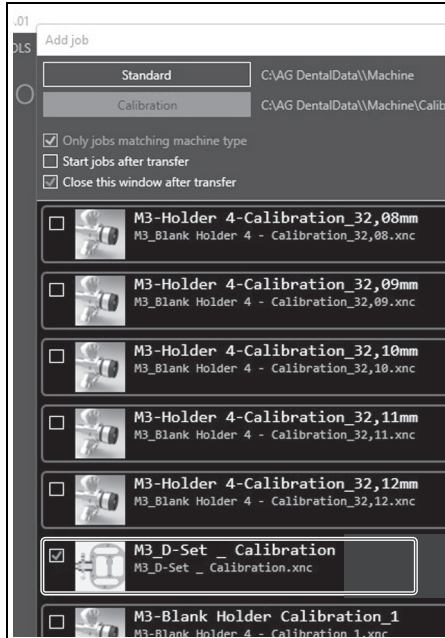 .01
OLS
Add job
Standard C:\AG DentalData\\Machine
Calibration C:\AG DentalData\\Machine\Calib
Only jobs matching machine type
Start jobs after transfer
Close this window after transfer
M3-Holder 4-Calibration_32,08mm
M3_Blank Holder 4 - Calibration_32,08.xnc
M3-Holder 4-Calibration_32,09mm
M3_Blank Holder 4 - Calibration_32,09.xnc
M3-Holder 4-Calibration_32,10mm
M3_Blank Holder 4 - Calibration_32,10.xnc
M3-Holder 4-Calibration_32,11mm
M3_Blank Holder 4 - Calibration_32,11.xnc
M3-Holder 4-Calibration_32,12mm
M3_Blank Holder 4 - Calibration_32,12.xnc
M3_D-Set _ Calibration
M3_D-Set _ Calibration.xnc
M3-Blank Holder Calibration_1
M3-Blank Holder 4 - Calibration_1.xnc